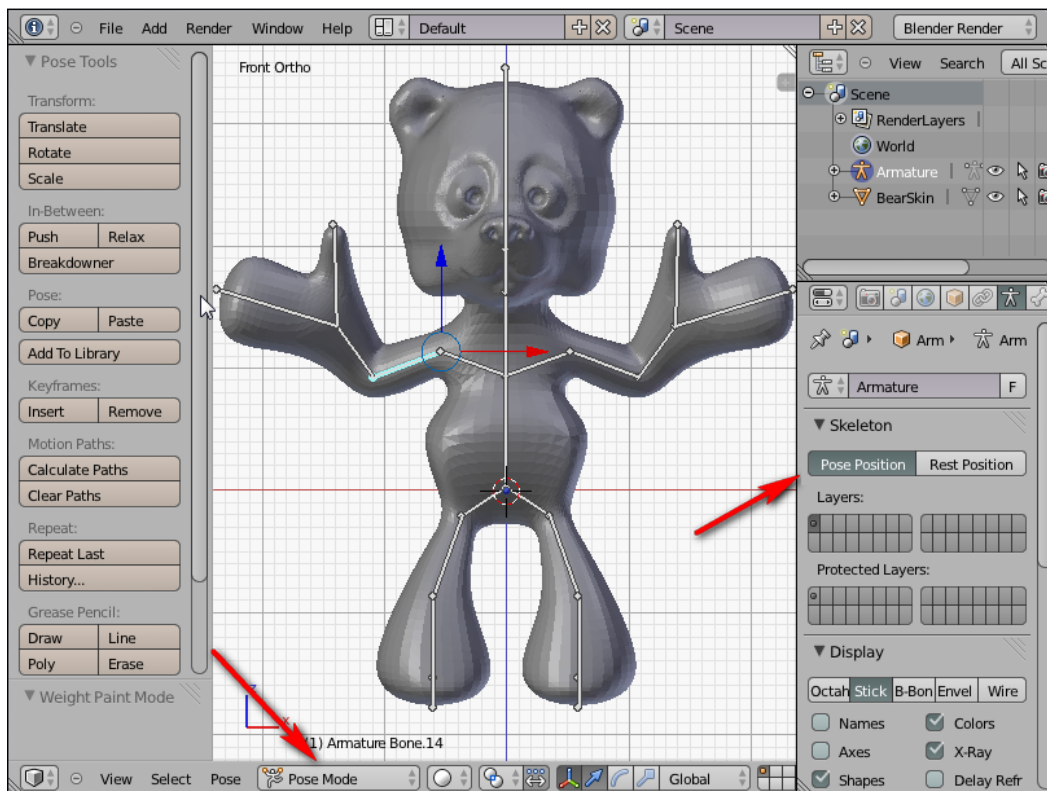 File Add Render Window Help Default Scene Blender Render
Pose Tools
Transform:
Translate
Rotate
Scale
In-Between:
Push Relax
Breakdowner
Pose:
Copy Paste
Add To Library
Keyframes:
Insert Remove
Motion Paths:
Calculate Paths
Clear Paths
Repeat:
Repeat Last
History...
Grease Pencil:
Draw Line
Poly Erase
Weight Paint Mode
Front Ortho
(1) Armature Bone.14
View Select Pose Pose Mode Global
View Search All Sc
Scene
RenderLayers
World
Armature
BearSkin
Arm Arm
Armature F
Skeleton
Pose Position Rest Position
Layers:
Protected Layers:
Display
Octah Stick B-Bon Envel Wire
Names Colors
Axes X-Ray
Shapes Delay Refr